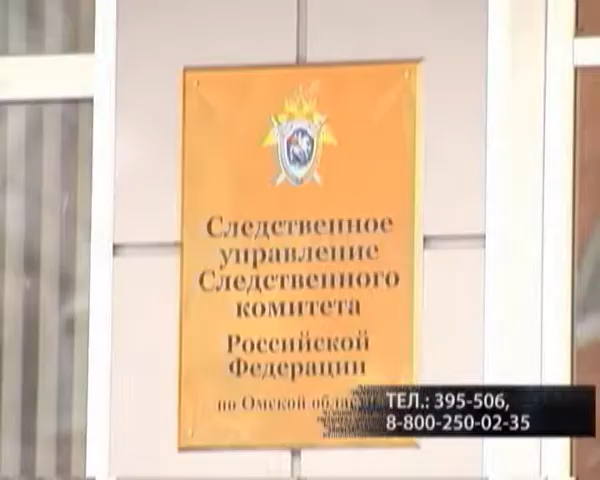 Следственное
управление
Следственного
комитета
Российской
Федерации
по Омской
ТЕЛ.: 395-506,
8-800-250-02-35